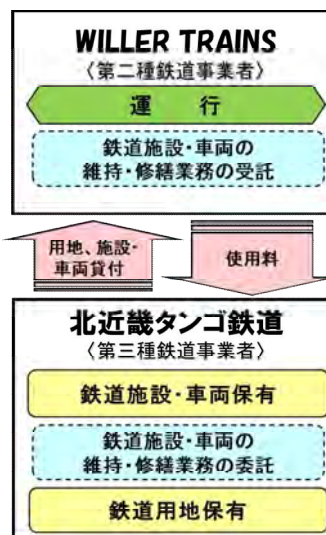 WILLER TRAINS
〈第二種鉄道事業者〉
運 行
鉄道施設・車両の
維持・修繕業務の受託
用地、施設・
車両貸付
使用料
北近畿タンゴ鉄道
〈第三種鉄道事業者〉
鉄道施設・車両保有
鉄道施設・車両の
維持・修繕業務の委託
鉄道用地保有